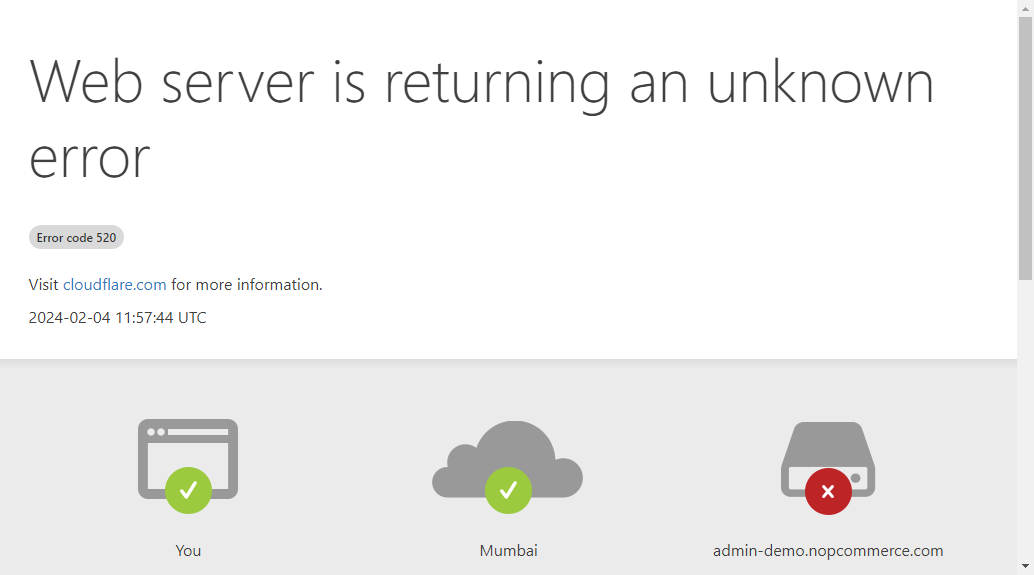 Web server is returning an unknown
error
Error code 520
Visit cloudflare.com for more information.
2024-02-04 11:57:44 UTC
You
Mumbai
admin-demo.nopcommerce.com